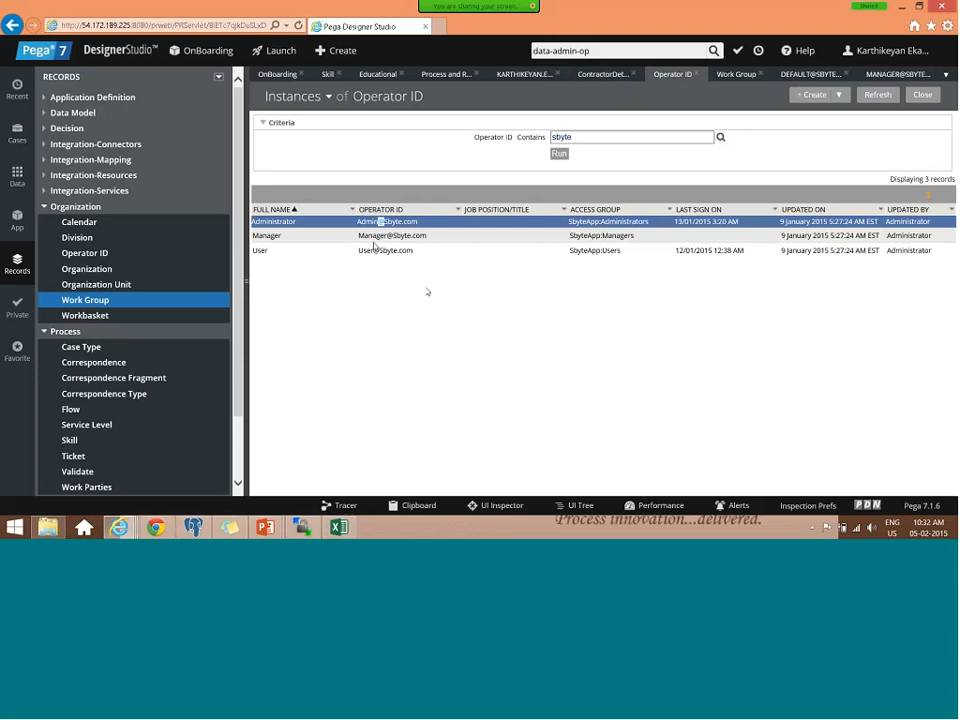 You are sharing your screen.
http://54.172.189.225:8080/prweb/PRServlet/
Pega Designer Studio
Pega 7 DesignerStudio™ OnBoarding Launch Create data-admin-op Help Karthikeyan Eka...
OnBoarding Skill Educational Process and R... KARTHIKEYAN.E... ContractorDet... Operator ID Work Group DEFAULT@SBYTE... MANAGER@SBYTE...
RECORDS
Recent
Cases
Data
App
Records
Private
Favorite
Application Definition
Data Model
Decision
Integration-Connectors
Integration-Mapping
Integration-Resources
Integration-Services
Organization
Calendar
Division
Operator ID
Organization
Organization Unit
Work Group
Workbasket
Process
Case Type
Correspondence
Correspondence Fragment
Correspondence Type
Flow
Service Level
Skill
Ticket
Validate
Work Parties
Instances of Operator ID
+ Create Refresh Close
Criteria
Operator ID Contains sbyte
Run
Displaying 3 records
1
FULL NAME OPERATOR ID JOB POSITION/TITLE ACCESS GROUP LAST SIGN ON UPDATED ON UPDATED BY
Administrator Admin@Sbyte.com SbyteApp:Administrators 13/01/2015 3:20 AM 9 January 2015 5:27:24 AM EST Administrator
Manager Manager@Sbyte.com SbyteApp:Managers 9 January 2015 5:27:24 AM EST Administrator
User User@Sbyte.com SbyteApp:Users 12/01/2015 12:38 AM 9 January 2015 5:27:24 AM EST Administrator
Tracer Clipboard UI Inspector UI Tree Performance Alerts Inspection Prefs PDN Pega 7.1.6
Process innovation...delivered.
ENG 10:32 AM
US 05-02-2015